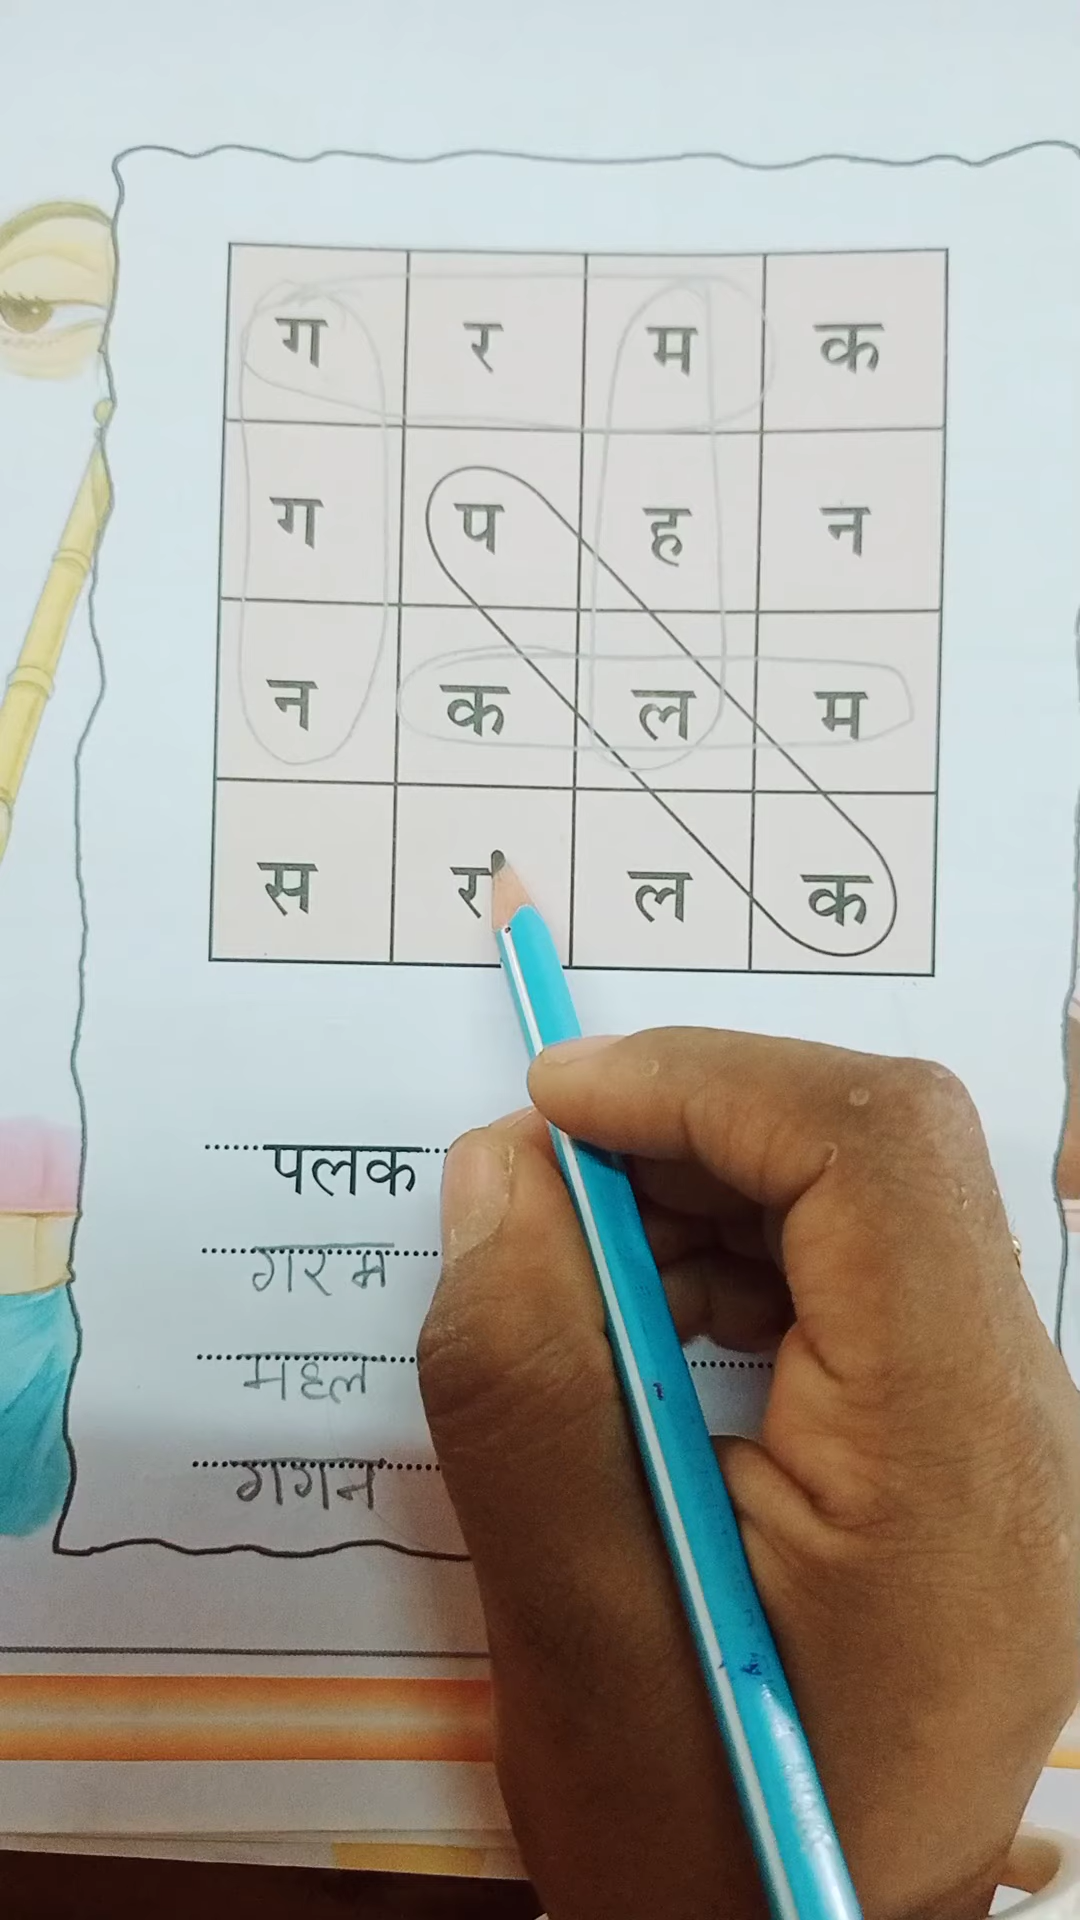 ग र म क
ग प ह न
न क ल म
स र ल क
पलक
गरम
महल
गगन